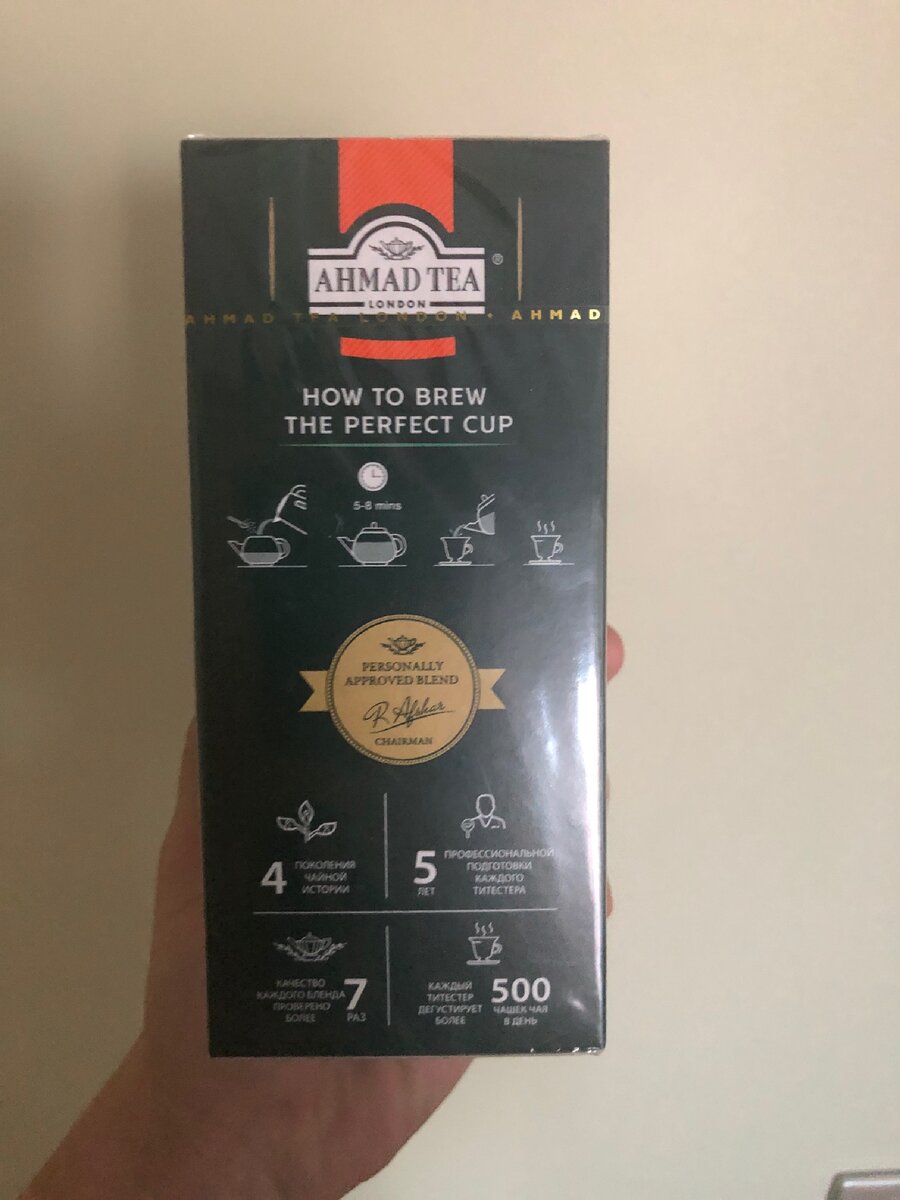 AHMAD TEA ®
LONDON
AHMAD TEA LONDON • AHMAD
HOW TO BREW
THE PERFECT CUP
5-8 mins
PERSONALLY
APPROVED BLEND
R. Afshar
CHAIRMAN
4 ПОКОЛЕНИЯ
ЧАЙНОЙ
ИСТОРИИ
5 ЛЕТ
ПРОФЕССИОНАЛЬНОЙ
ПОДГОТОВКИ
КАЖДОГО
ТИТЕСТЕРА
КАЧЕСТВО
КАЖДОГО БЛЕНДА
ПРОВЕРЕНО
БОЛЕЕ
7 РАЗ
КАЖДЫЙ
ТИТЕСТЕР
ДЕГУСТИРУЕТ
БОЛЕЕ
500
ЧАШЕК ЧАЯ
В ДЕНЬ